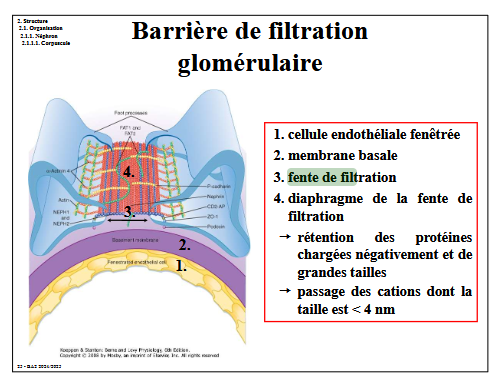 2. Structure
2.1. Organisation
2.1.1. Néphron
2.1.1.1. Corpuscule
Barrière de filtration
glomérulaire
Foot processes
FAT1 and
FAT2
α-Actinin 4
4.
P-cadherin
Nephrin
Actin
CD2-AP
3.
NEPH1
and
NEPH2
ZO-1
Podocin
Basement membrane
2.
Fenestrated endothelial cell
1.
1. cellule endothéliale fenêtrée
2. membrane basale
3. fente de filtration
4. diaphragme de la fente de
filtration
→ rétention des protéines
chargées négativement et de
grandes tailles
→ passage des cations dont la
taille est < 4 nm
Koeppen & Stanton: Berne and Levy Physiology, 6th Edition.
Copyright © 2008 by Mosby, an imprint of Elsevier, Inc. All rights reserved